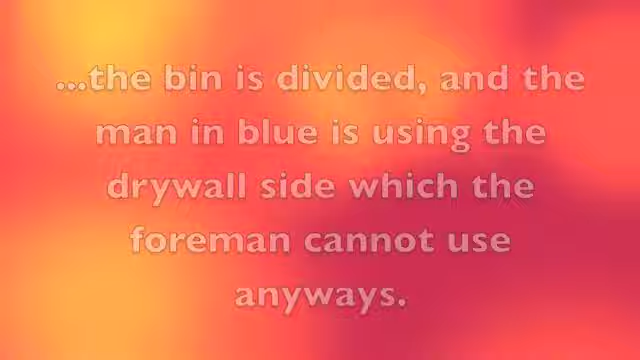 ...the bin is divided, and the
man in blue is using the
drywall side which the
foreman cannot use
anyways.